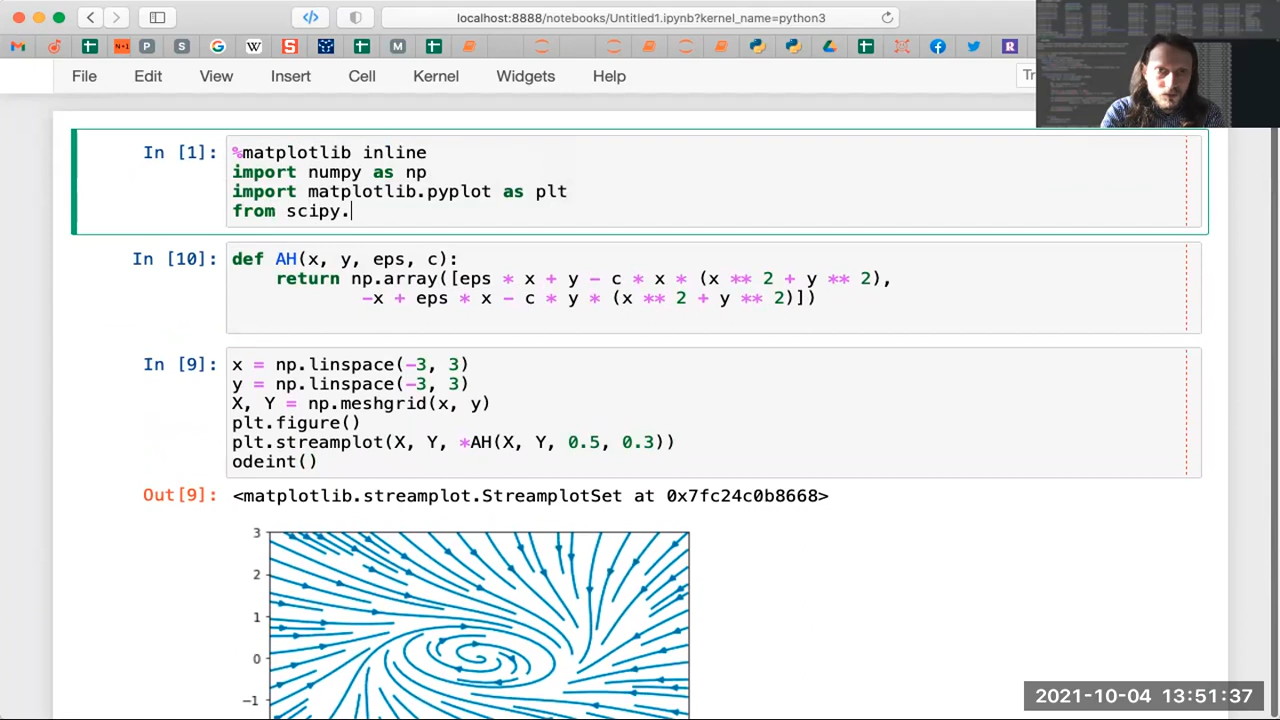 localhost:8888/notebooks/Untitled1.ipynb?kernel_name=python3
File Edit View Insert Cell Kernel Widgets Help Tr
In [1]: %matplotlib inline
import numpy as np
import matplotlib.pyplot as plt
from scipy.
In [10]: def AH(x, y, eps, c):
return np.array([eps * x + y - c * x * (x ** 2 + y ** 2),
-x + eps * x - c * y * (x ** 2 + y ** 2)])
In [9]: x = np.linspace(-3, 3)
y = np.linspace(-3, 3)
X, Y = np.meshgrid(x, y)
plt.figure()
plt.streamplot(X, Y, *AH(X, Y, 0.5, 0.3))
odeint()
Out[9]: <matplotlib.streamplot.StreamplotSet at 0x7fc24c0b8668>
3
2
1
0
-1
2021-10-04 13:51:37